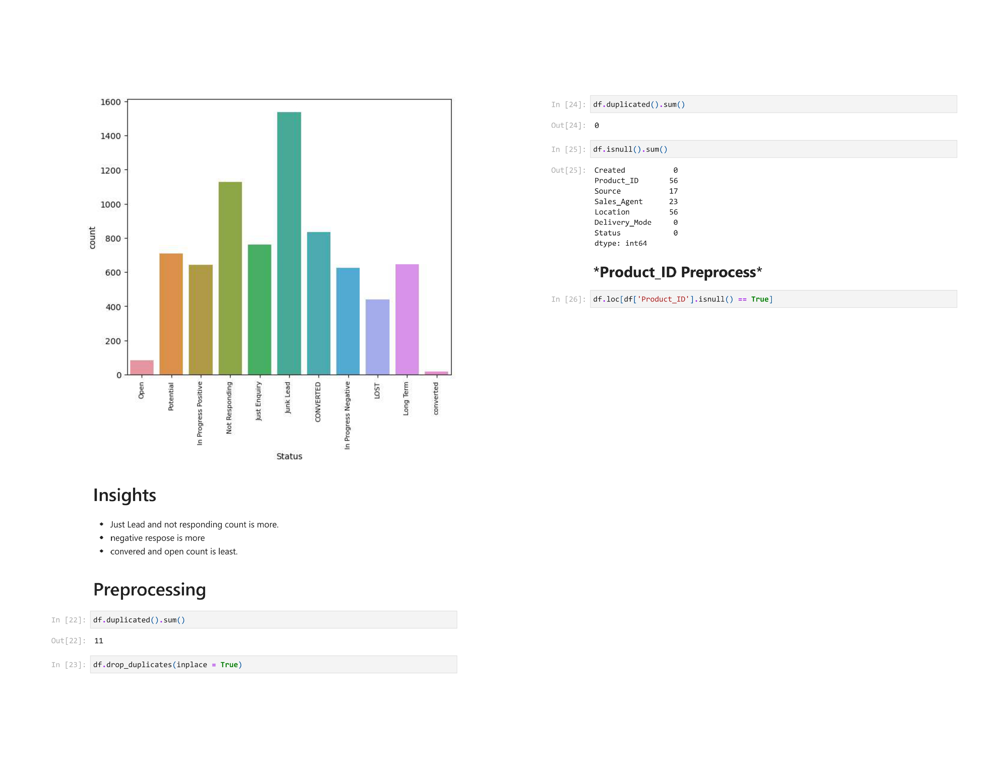 1600
1400
1200
1000
800
600
400
200
0
count
Open
Potential
In Progress Positive
Not Responding
Just Enquiry
Junk Lead
CONVERTED
In Progress Negative
LOST
Long Term
converted
Status
Insights
Just Lead and not responding count is more.
negative respose is more
convered and open count is least.
Preprocessing
In [22]: df.duplicated().sum()
Out[22]: 11
In [23]: df.drop_duplicates(inplace = True)
In [24]: df.duplicated().sum()
Out[24]: 0
In [25]: df.isnull().sum()
Out[25]: Created 0
Product_ID 56
Source 17
Sales_Agent 23
Location 56
Delivery_Mode 0
Status 0
dtype: int64
*Product_ID Preprocess*
In [26]: df.loc[df['Product_ID'].isnull() == True]